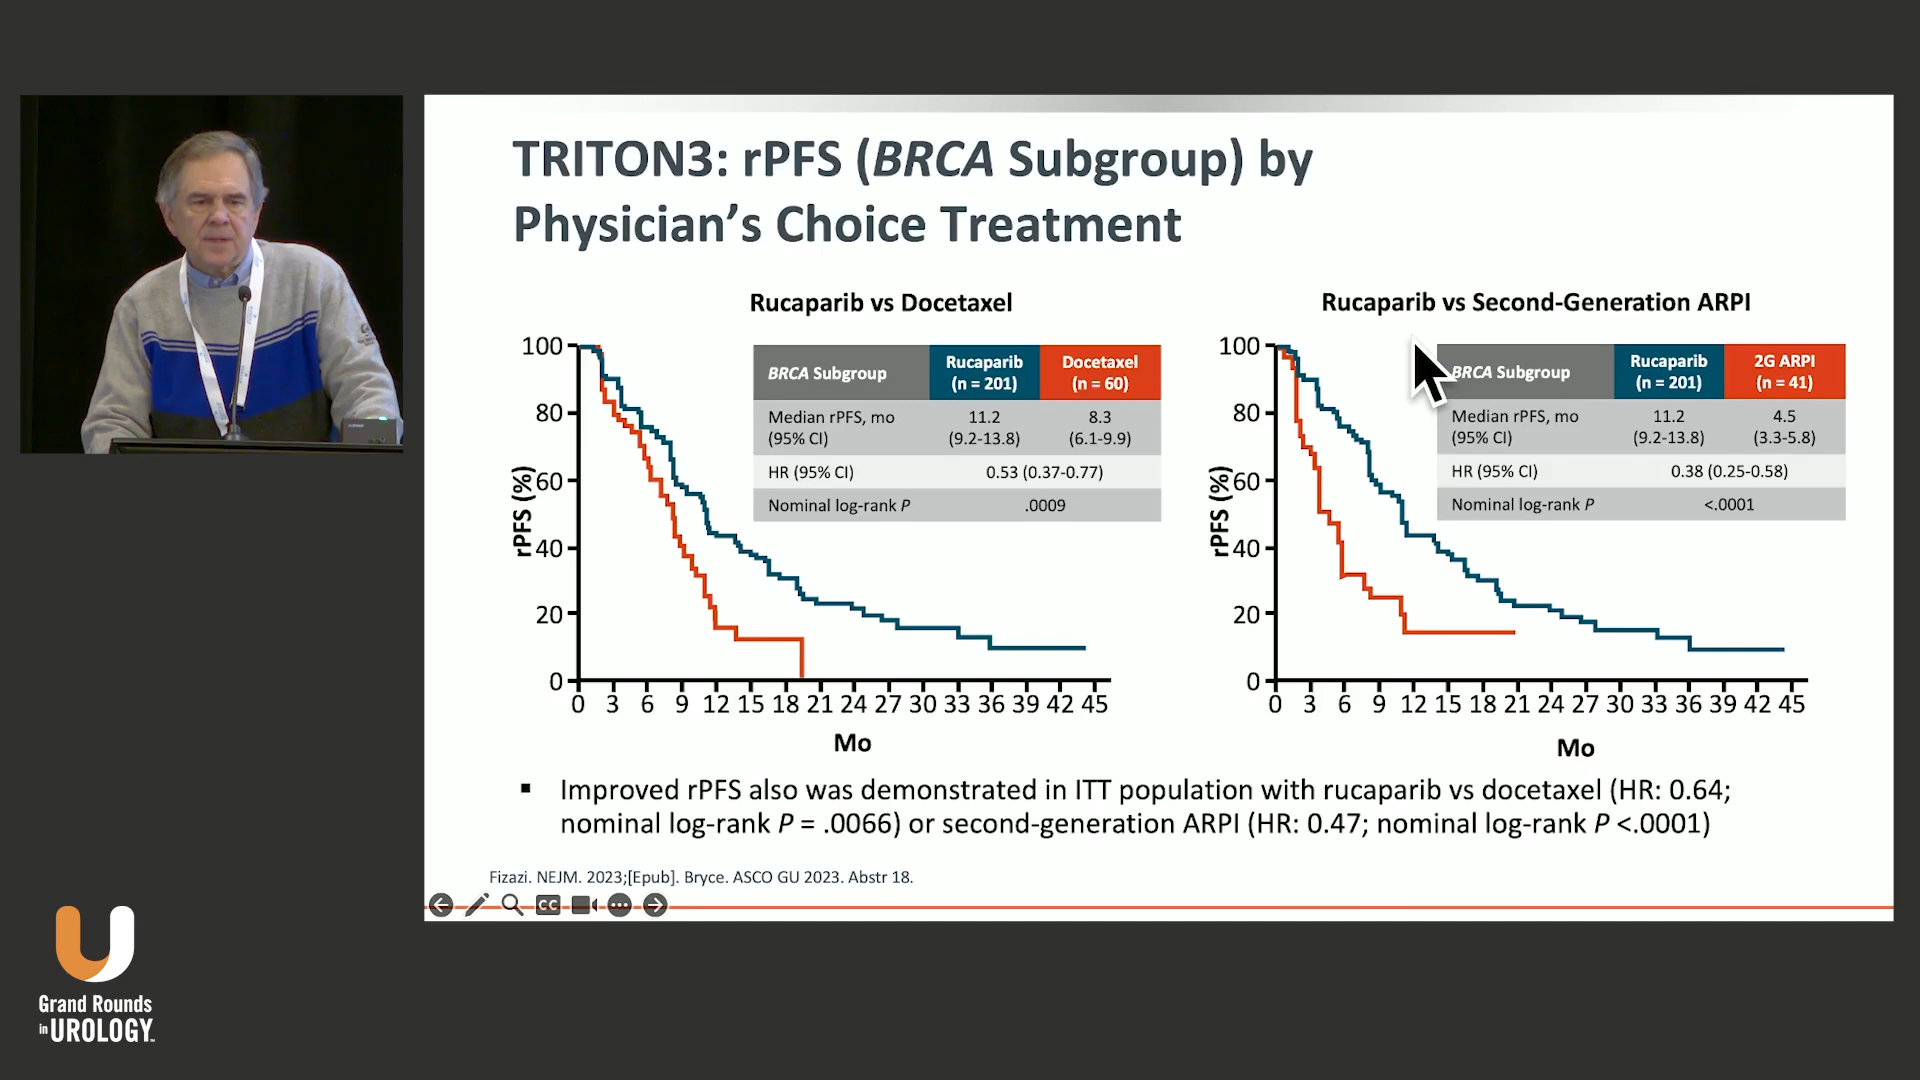 TRITON3: rPFS (BRCA Subgroup) by
Physician's Choice Treatment
Rucaparib vs Docetaxel
100
80
60
40
20
0
rPFS (%)
BRCA Subgroup Rucaparib (n = 201) Docetaxel (n = 60)
Median rPFS, mo (95% CI) 11.2 (9.2-13.8) 8.3 (6.1-9.9)
HR (95% CI) 0.53 (0.37-0.77)
Nominal log-rank P .0009
0 3 6 9 12 15 18 21 24 27 30 33 36 39 42 45
Mo
Rucaparib vs Second-Generation ARPI
100
80
60
40
20
0
rPFS (%)
BRCA Subgroup Rucaparib (n = 201) 2G ARPI (n = 41)
Median rPFS, mo (95% CI) 11.2 (9.2-13.8) 4.5 (3.3-5.8)
HR (95% CI) 0.38 (0.25-0.58)
Nominal log-rank P <.0001
0 3 6 9 12 15 18 21 24 27 30 33 36 39 42 45
Mo
▪ Improved rPFS also was demonstrated in ITT population with rucaparib vs docetaxel (HR: 0.64;
nominal log-rank P = .0066) or second-generation ARPI (HR: 0.47; nominal log-rank P <.0001)
Fizazi. NEJM. 2023;[Epub]. Bryce. ASCO GU 2023. Abstr 18.
CC
Grand Rounds
in UROLOGY™